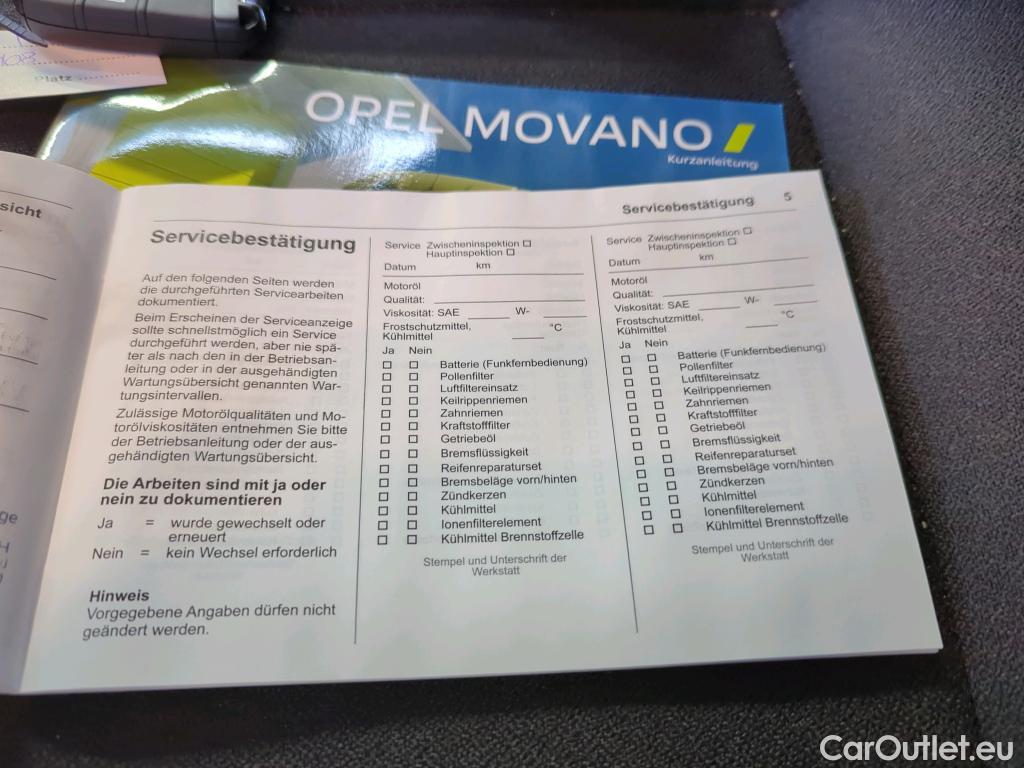 Platz
OPEL MOVANO
Kurzanleitung
sicht
Servicebestätigung 5
Servicebestätigung
Auf den folgenden Seiten werden
die durchgeführten Servicearbeiten
dokumentiert.
Beim Erscheinen der Serviceanzeige
sollte schnellstmöglich ein Service
durchgeführt werden, aber nie spä-
ter als nach den in der Betriebsan-
leitung oder in der ausgehändigten
Wartungsübersicht genannten War-
tungsintervallen.
Zulässige Motorölqualitäten und Mo-
torölviskositäten entnehmen Sie bitte
der Betriebsanleitung oder der aus-
gehändigten Wartungsübersicht.
Die Arbeiten sind mit ja oder
nein zu dokumentieren
Ja = wurde gewechselt oder
erneuert
Nein = kein Wechsel erforderlich
Hinweis
Vorgegebene Angaben dürfen nicht
geändert werden.
Service Zwischeninspektion ☐
Hauptinspektion ☐
Datum km
Motoröl
Qualität:
Viskosität: SAE W-
Frostschutzmittel,
Kühlmittel °C
Ja Nein
☐ ☐ Batterie (Funkfernbedienung)
☐ ☐ Pollenfilter
☐ ☐ Luftfiltereinsatz
☐ ☐ Keilrippenriemen
☐ ☐ Zahnriemen
☐ ☐ Kraftstofffilter
☐ ☐ Getriebeöl
☐ ☐ Bremsflüssigkeit
☐ ☐ Reifenreparaturset
☐ ☐ Bremsbeläge vorn/hinten
☐ ☐ Zündkerzen
☐ ☐ Kühlmittel
☐ ☐ Ionenfilterelement
☐ ☐ Kühlmittel Brennstoffzelle
Stempel und Unterschrift der
Werkstatt
Service Zwischeninspektion ☐
Hauptinspektion ☐
Datum km
Motoröl
Qualität:
Viskosität: SAE W-
Frostschutzmittel,
Kühlmittel °C
Ja Nein
☐ ☐ Batterie (Funkfernbedienung)
☐ ☐ Pollenfilter
☐ ☐ Luftfiltereinsatz
☐ ☐ Keilrippenriemen
☐ ☐ Zahnriemen
☐ ☐ Kraftstofffilter
☐ ☐ Getriebeöl
☐ ☐ Bremsflüssigkeit
☐ ☐ Reifenreparaturset
☐ ☐ Bremsbeläge vorn/hinten
☐ ☐ Zündkerzen
☐ ☐ Kühlmittel
☐ ☐ Ionenfilterelement
☐ ☐ Kühlmittel Brennstoffzelle
Stempel und Unterschrift der
Werkstatt
CarOutlet.eu